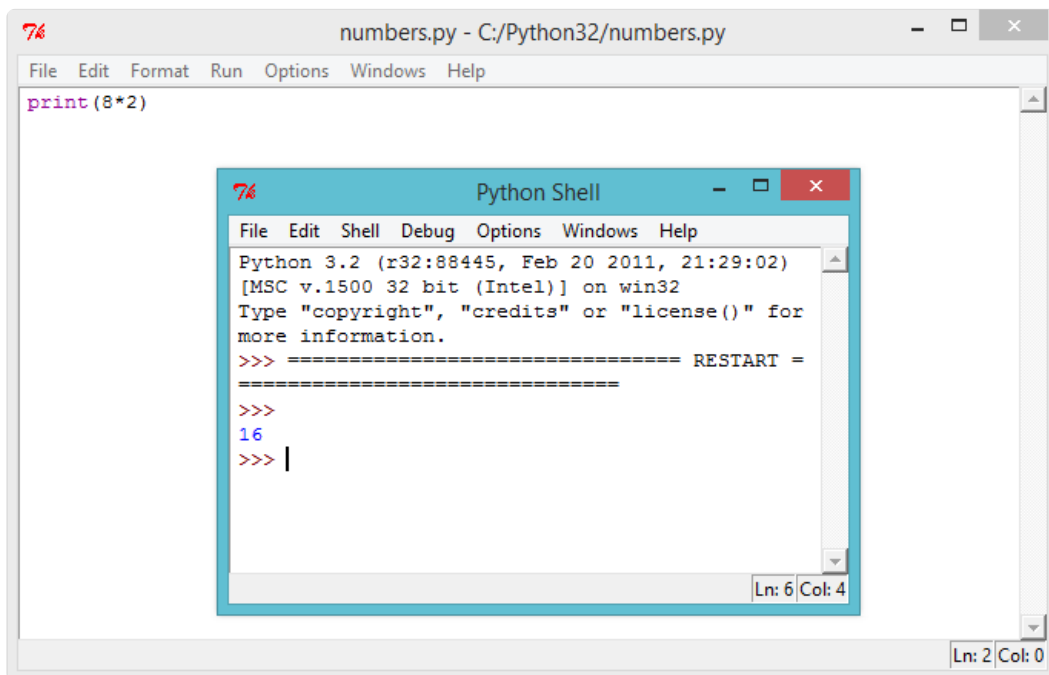 numbers.py - C:/Python32/numbers.py
File Edit Format Run Options Windows Help
print(8*2)
Python Shell
File Edit Shell Debug Options Windows Help
Python 3.2 (r32:88445, Feb 20 2011, 21:29:02)
[MSC v.1500 32 bit (Intel)] on win32
Type "copyright", "credits" or "license()" for
more information.
>>> ================================ RESTART =
===============================
>>>
16
>>>
Ln: 6 Col: 4
Ln: 2 Col: 0